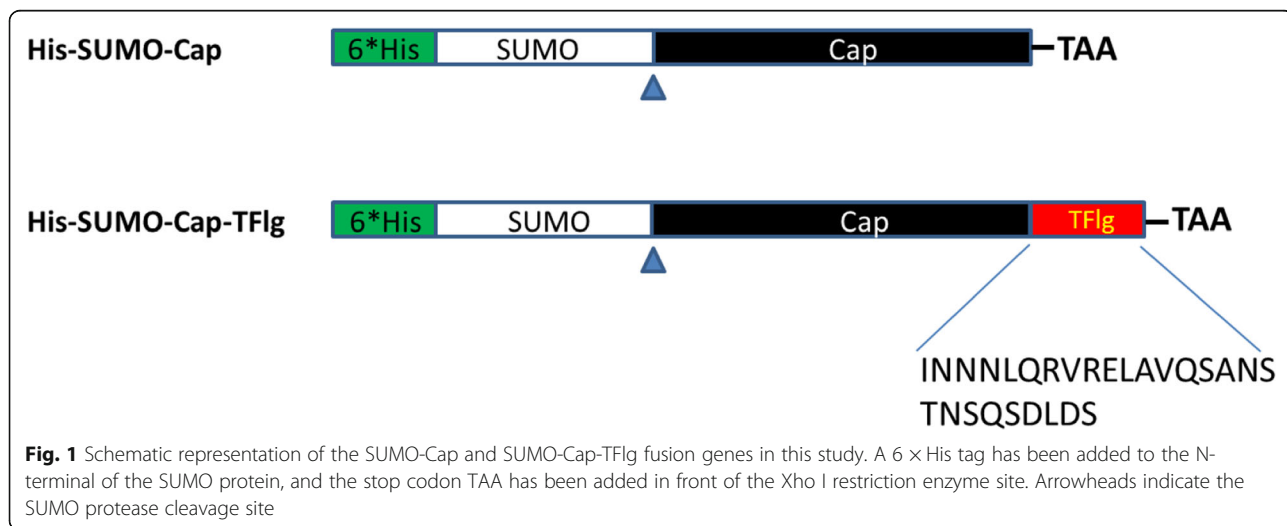 His-SUMO-Cap 6*His SUMO Cap TAA
His-SUMO-Cap-TFlg 6*His SUMO Cap TFlg TAA
INNNLQRVRELAVQSANS
TNSQSDLDS
Fig. 1 Schematic representation of the SUMO-Cap and SUMO-Cap-TFlg fusion genes in this study. A 6 × His tag has been added to the N-
terminal of the SUMO protein, and the stop codon TAA has been added in front of the Xho I restriction enzyme site. Arrowheads indicate the
SUMO protease cleavage site